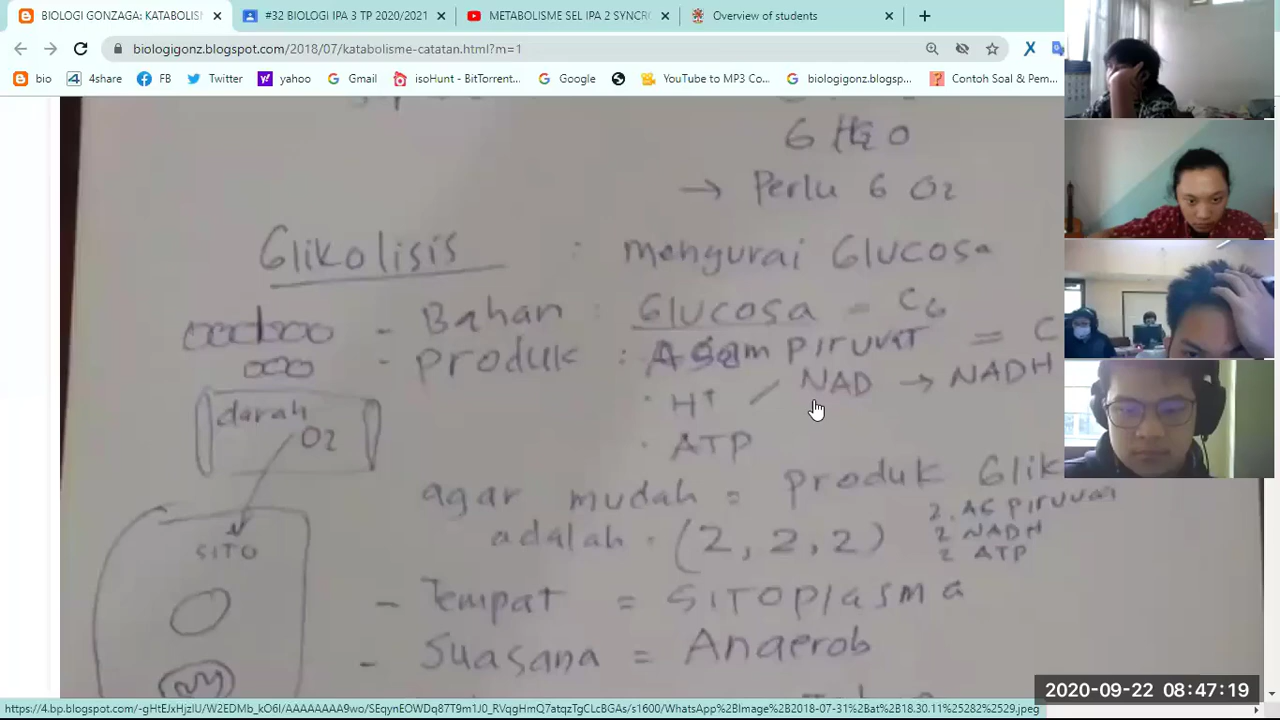 BIOLOGI GONZAGA: KATABOLIS
#32 BIOLOGI IPA 3 TP 2020/2021
METABOLISME SEL IPA 2 SYNCRO
Overview of students
biologigonz.blogspot.com/2018/07/katabolisme-catatan.html?m=1
bio
4share
FB
Twitter
yahoo
Gmail
isoHunt - BitTorrent...
Google
YouTube to MP3 Co...
biologigonz.blogsp...
Contoh Soal & Pem...
6 H2O
→ Perlu 6 O2
Glikolisis : mengurai Glucosa
- Bahan : Glucosa = C6
- Produk : Asam piruvat = C
· H+ / NAD → NADH
· ATP
darah
O2
SITO
agar mudah = produk Glik
adalah = (2, 2, 2)
2. AS piruvat
2 NADH
2 ATP
- Tempat = SITOplasma
- Suasana = Anaerob
2020-09-22 08:47:19